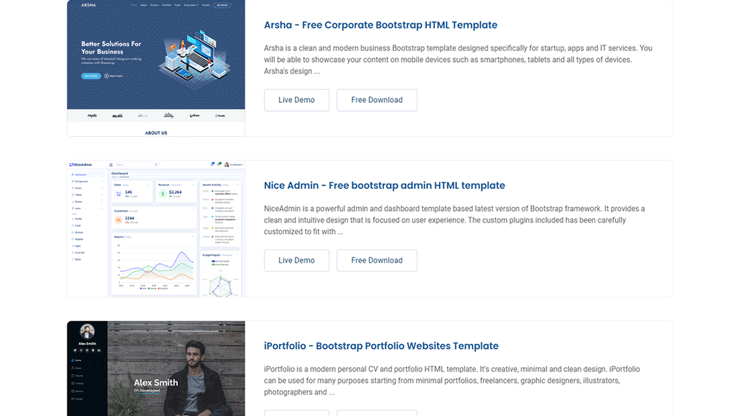 ARSHA
Better Solutions For
Your Business
ABOUT US
Arsha - Free Corporate Bootstrap HTML Template
Arsha is a clean and modern business Bootstrap template designed specifically for startup, apps and IT services. You
will be able to showcase your content on mobile devices such as smartphones, tablets and all types of devices.
Arsha's design ...
Live Demo
Free Download
NiceAdmin
Dashboard
145
$3,264
1244
Nice Admin - Free bootstrap admin HTML template
NiceAdmin is a powerful admin and dashboard template based latest version of Bootstrap framework. It provides a
clean and intuitive design that is focused on user experience. The custom plugins included has been carefully
customized to fit with ...
Live Demo
Free Download
Alex Smith
Alex Smith
iPortfolio - Bootstrap Portfolio Websites Template
iPortfolio is a modern personal CV and portfolio HTML template. It's creative, minimal and clean design. iPortfolio
can be used for many purposes starting from minimal portfolios, freelancers, graphic designers, illustrators,
photographers and ...